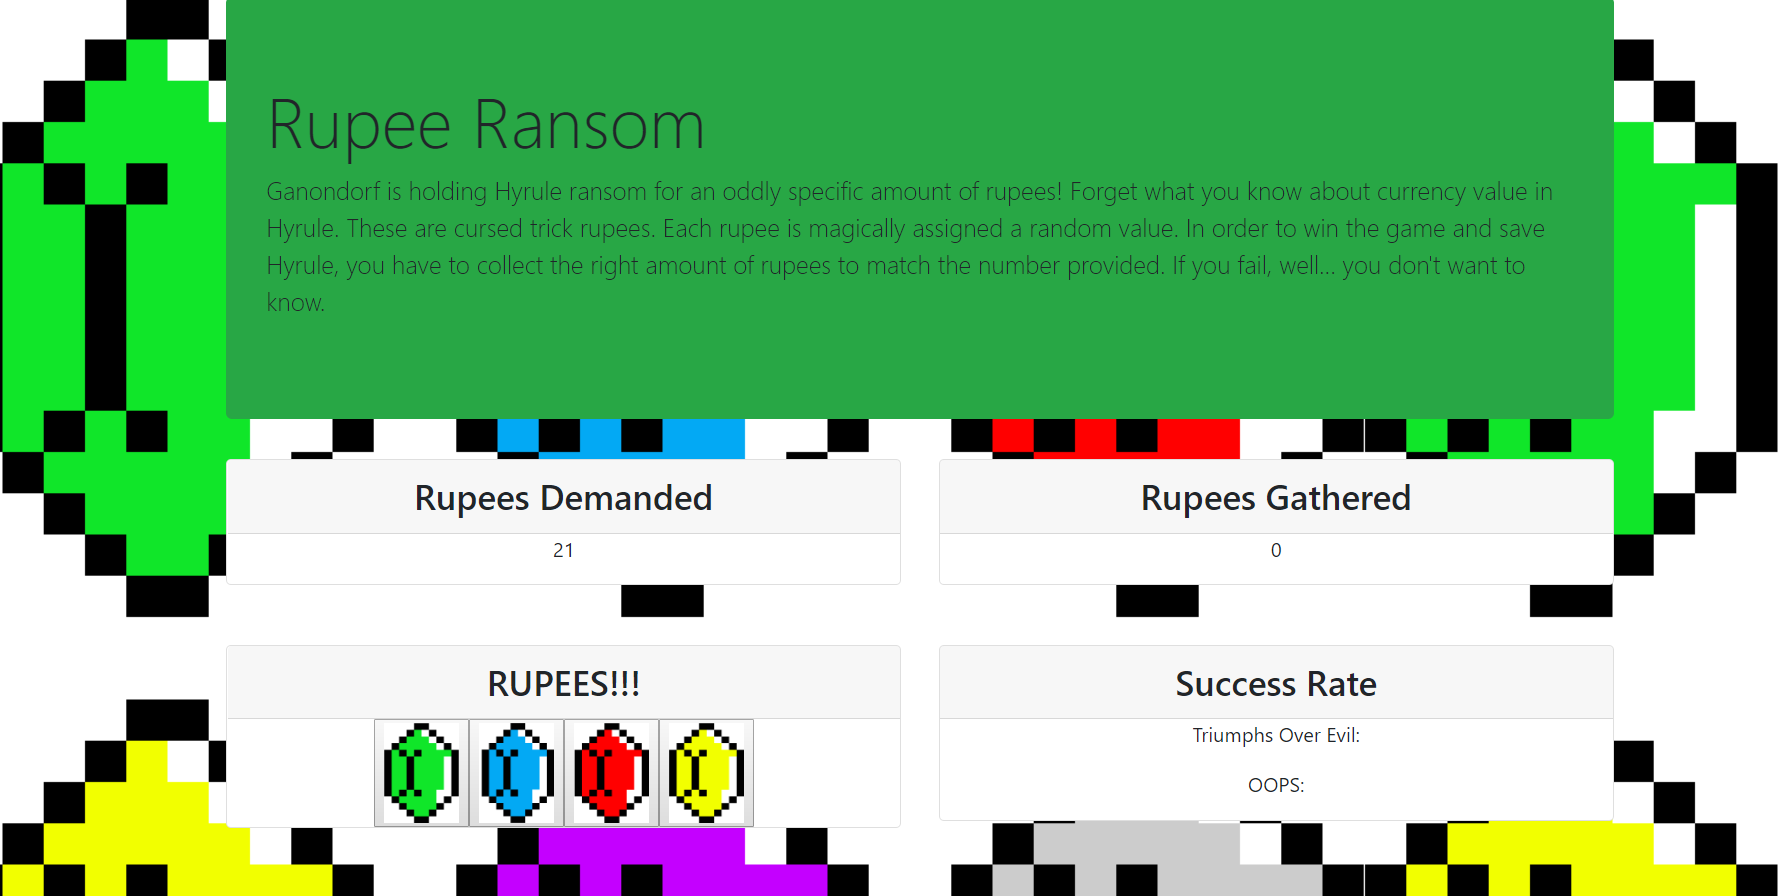 Rupee Ransom
Ganondorf is holding Hyrule ransom for an oddly specific amount of rupees! Forget what you know about currency value in
Hyrule. These are cursed trick rupees. Each rupee is magically assigned a random value. In order to win the game and save
Hyrule, you have to collect the right amount of rupees to match the number provided. If you fail, well... you don't want to
know.
Rupees Demanded
21
Rupees Gathered
0
RUPEES!!!
Success Rate
Triumphs Over Evil:
OOPS: